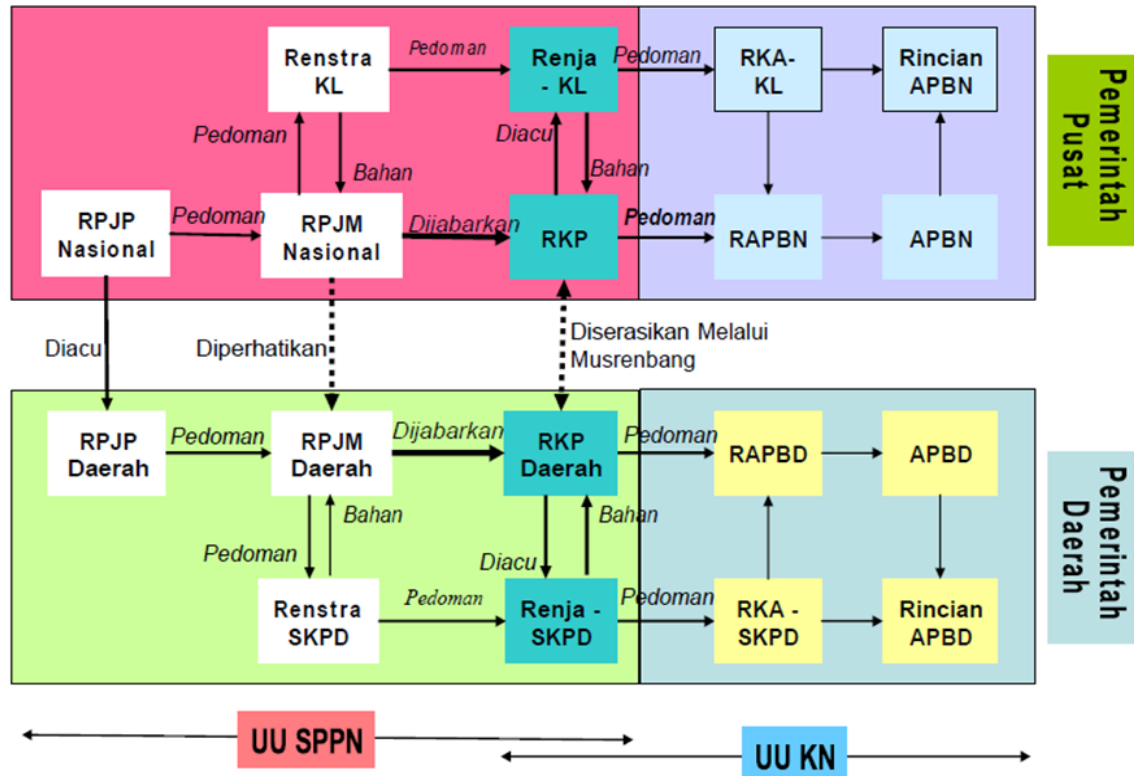 Renstra
KL
Pedoman
Renja
- KL
Pedoman
RKA-
KL
Rincian
APBN
Pedoman
Bahan
Diacu
Bahan
RPJP
Nasional
Pedoman
RPJM
Nasional
Dijabarkan
RKP
Pedoman
RAPBN
APBN
Pemerintah
Pusat
Diacu
Diperhatikan
Diserasikan Melalui
Musrenbang
RPJP
Daerah
Pedoman
RPJM
Daerah
Dijabarkan
RKP
Daerah
Pedoman
RAPBD
APBD
Pedoman
Bahan
Diacu
Bahan
Renstra
SKPD
Pedoman
Renja -
SKPD
Pedoman
RKA -
SKPD
Rincian
APBD
Pemerintah
Daerah
UU SPPN
UU KN